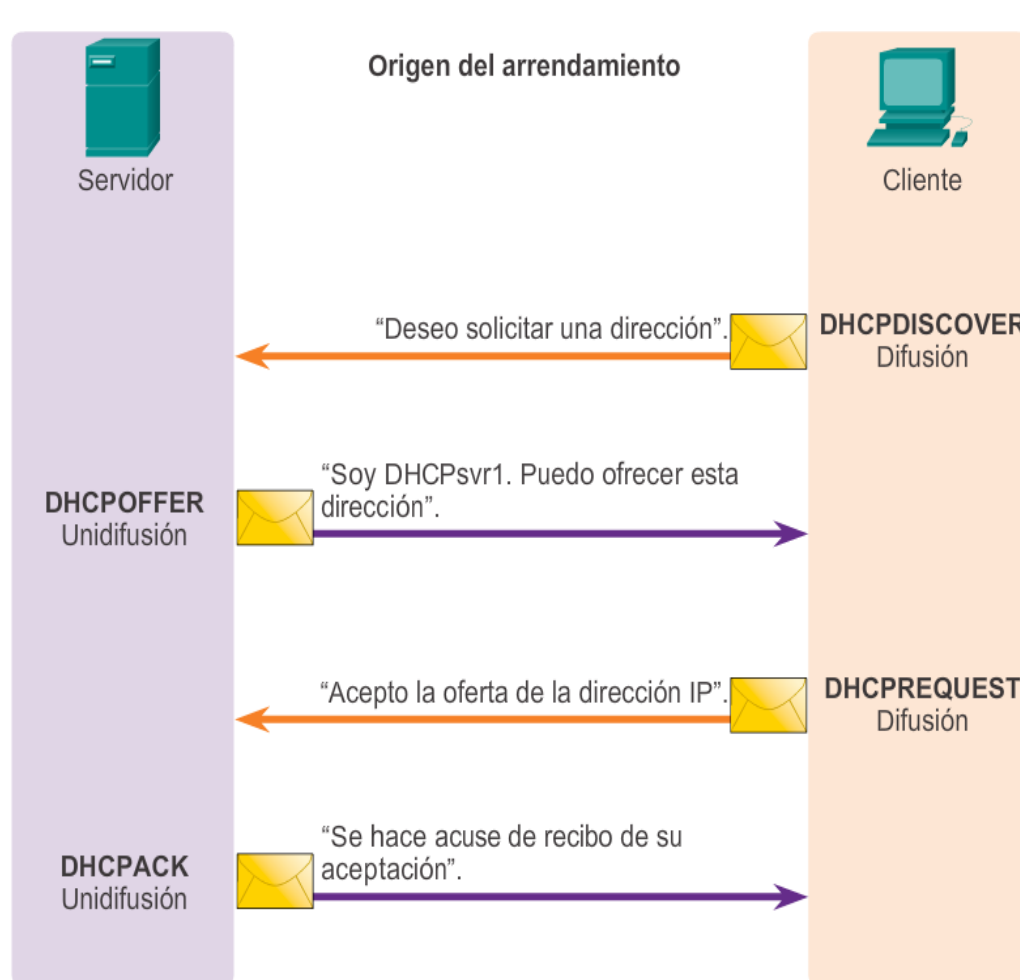 Origen del arrendamiento
Servidor
Cliente
“Deseo solicitar una dirección”.
DHCPDISCOVER
Difusión
“Soy DHCPsvr1. Puedo ofrecer esta
dirección”.
DHCPOFFER
Unidifusión
“Acepto la oferta de la dirección IP”.
DHCPREQUEST
Difusión
“Se hace acuse de recibo de su
aceptación”.
DHCPACK
Unidifusión